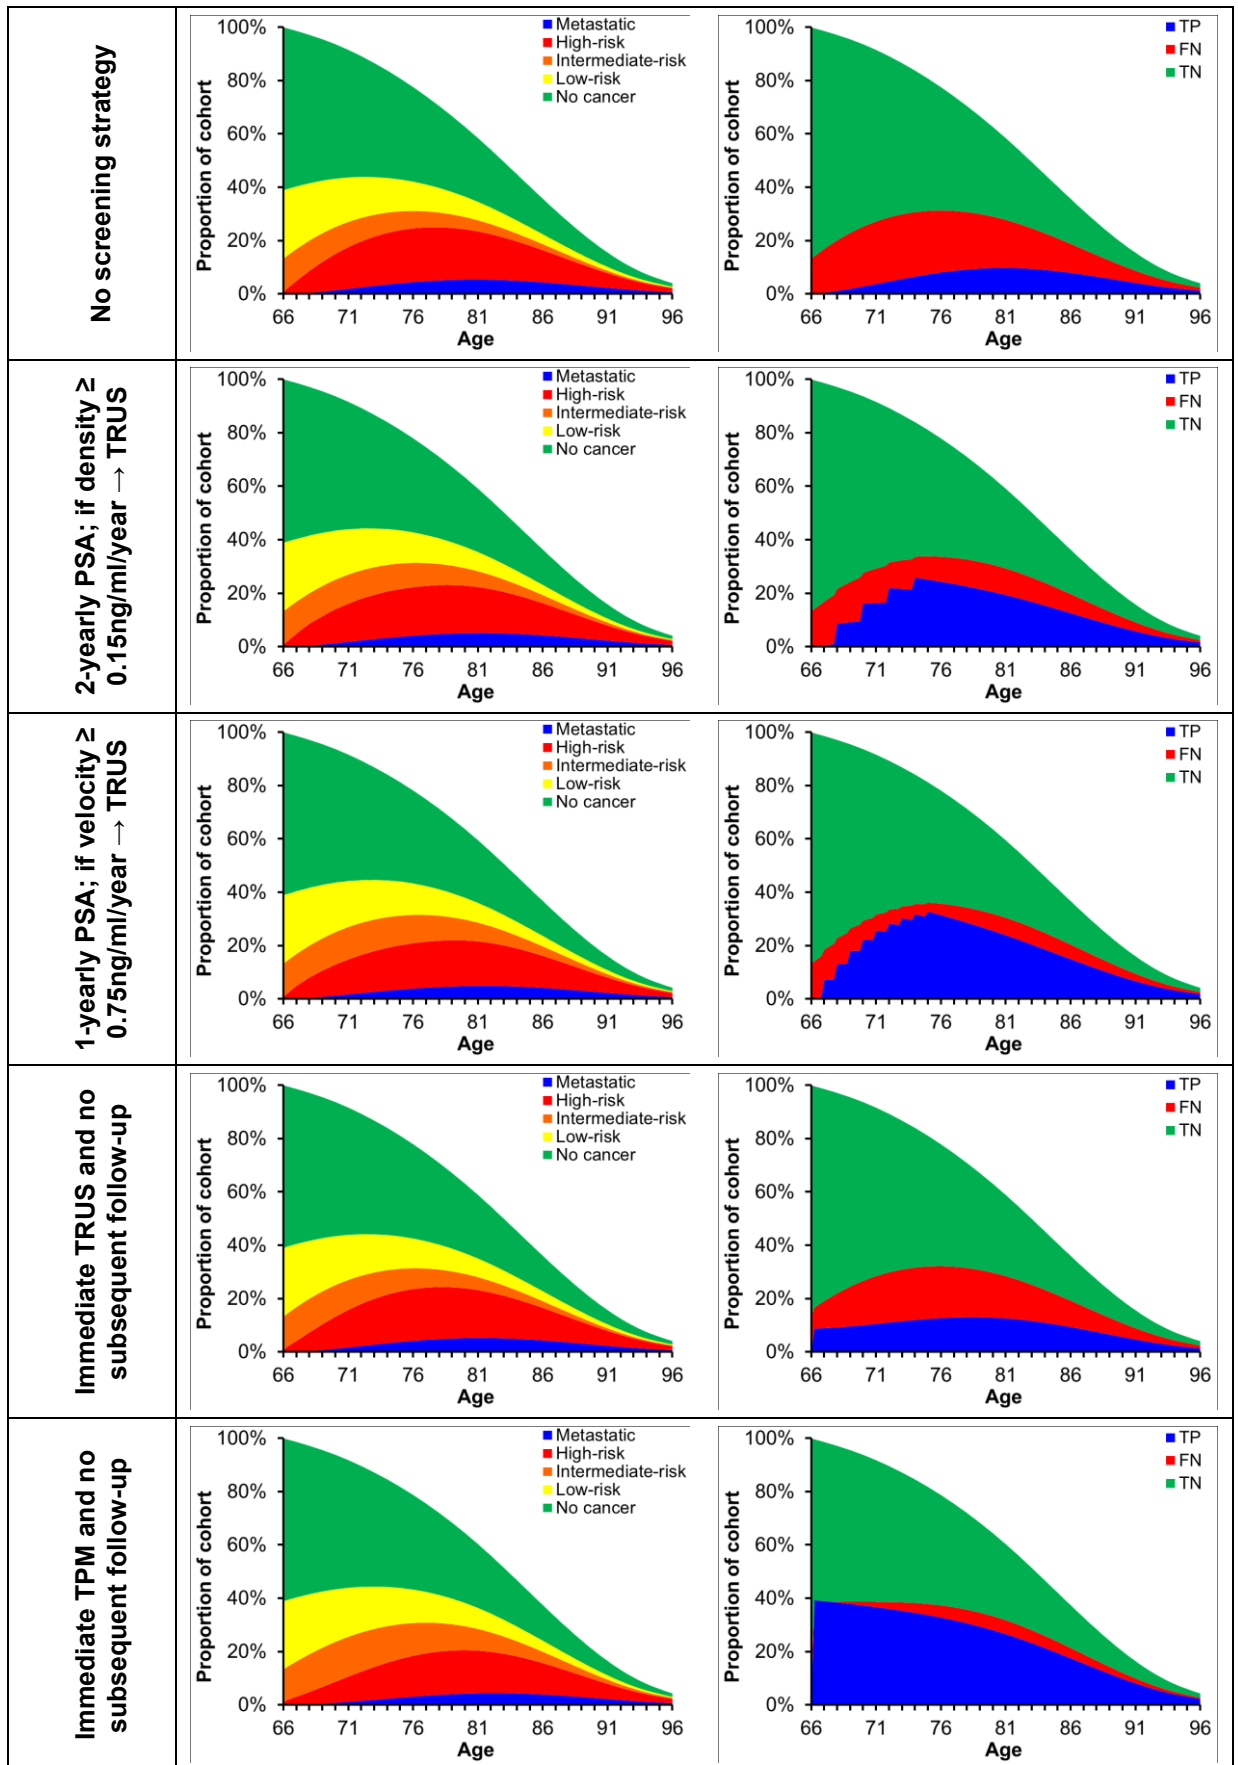 No screening strategy
Proportion of cohort
100%
80%
60%
40%
20%
0%
66 71 76 81 86 91 96
Age
Metastatic
High-risk
Intermediate-risk
Low-risk
No cancer
Proportion of cohort
100%
80%
60%
40%
20%
0%
66 71 76 81 86 91 96
Age
TP
FN
TN
2-yearly PSA; if density ≥
0.15ng/ml/year → TRUS
Proportion of cohort
100%
80%
60%
40%
20%
0%
66 71 76 81 86 91 96
Age
Metastatic
High-risk
Intermediate-risk
Low-risk
No cancer
Proportion of cohort
100%
80%
60%
40%
20%
0%
66 71 76 81 86 91 96
Age
TP
FN
TN
1-yearly PSA; if velocity ≥
0.75ng/ml/year → TRUS
Proportion of cohort
100%
80%
60%
40%
20%
0%
66 71 76 81 86 91 96
Age
Metastatic
High-risk
Intermediate-risk
Low-risk
No cancer
Proportion of cohort
100%
80%
60%
40%
20%
0%
66 71 76 81 86 91 96
Age
TP
FN
TN
Immediate TRUS and no
subsequent follow-up
Proportion of cohort
100%
80%
60%
40%
20%
0%
66 71 76 81 86 91 96
Age
Metastatic
High-risk
Intermediate-risk
Low-risk
No cancer
Proportion of cohort
100%
80%
60%
40%
20%
0%
66 71 76 81 86 91 96
Age
TP
FN
TN
Immediate TPM and no
subsequent follow-up
Proportion of cohort
100%
80%
60%
40%
20%
0%
66 71 76 81 86 91 96
Age
Metastatic
High-risk
Intermediate-risk
Low-risk
No cancer
Proportion of cohort
100%
80%
60%
40%
20%
0%
66 71 76 81 86 91 96
Age
TP
FN
TN